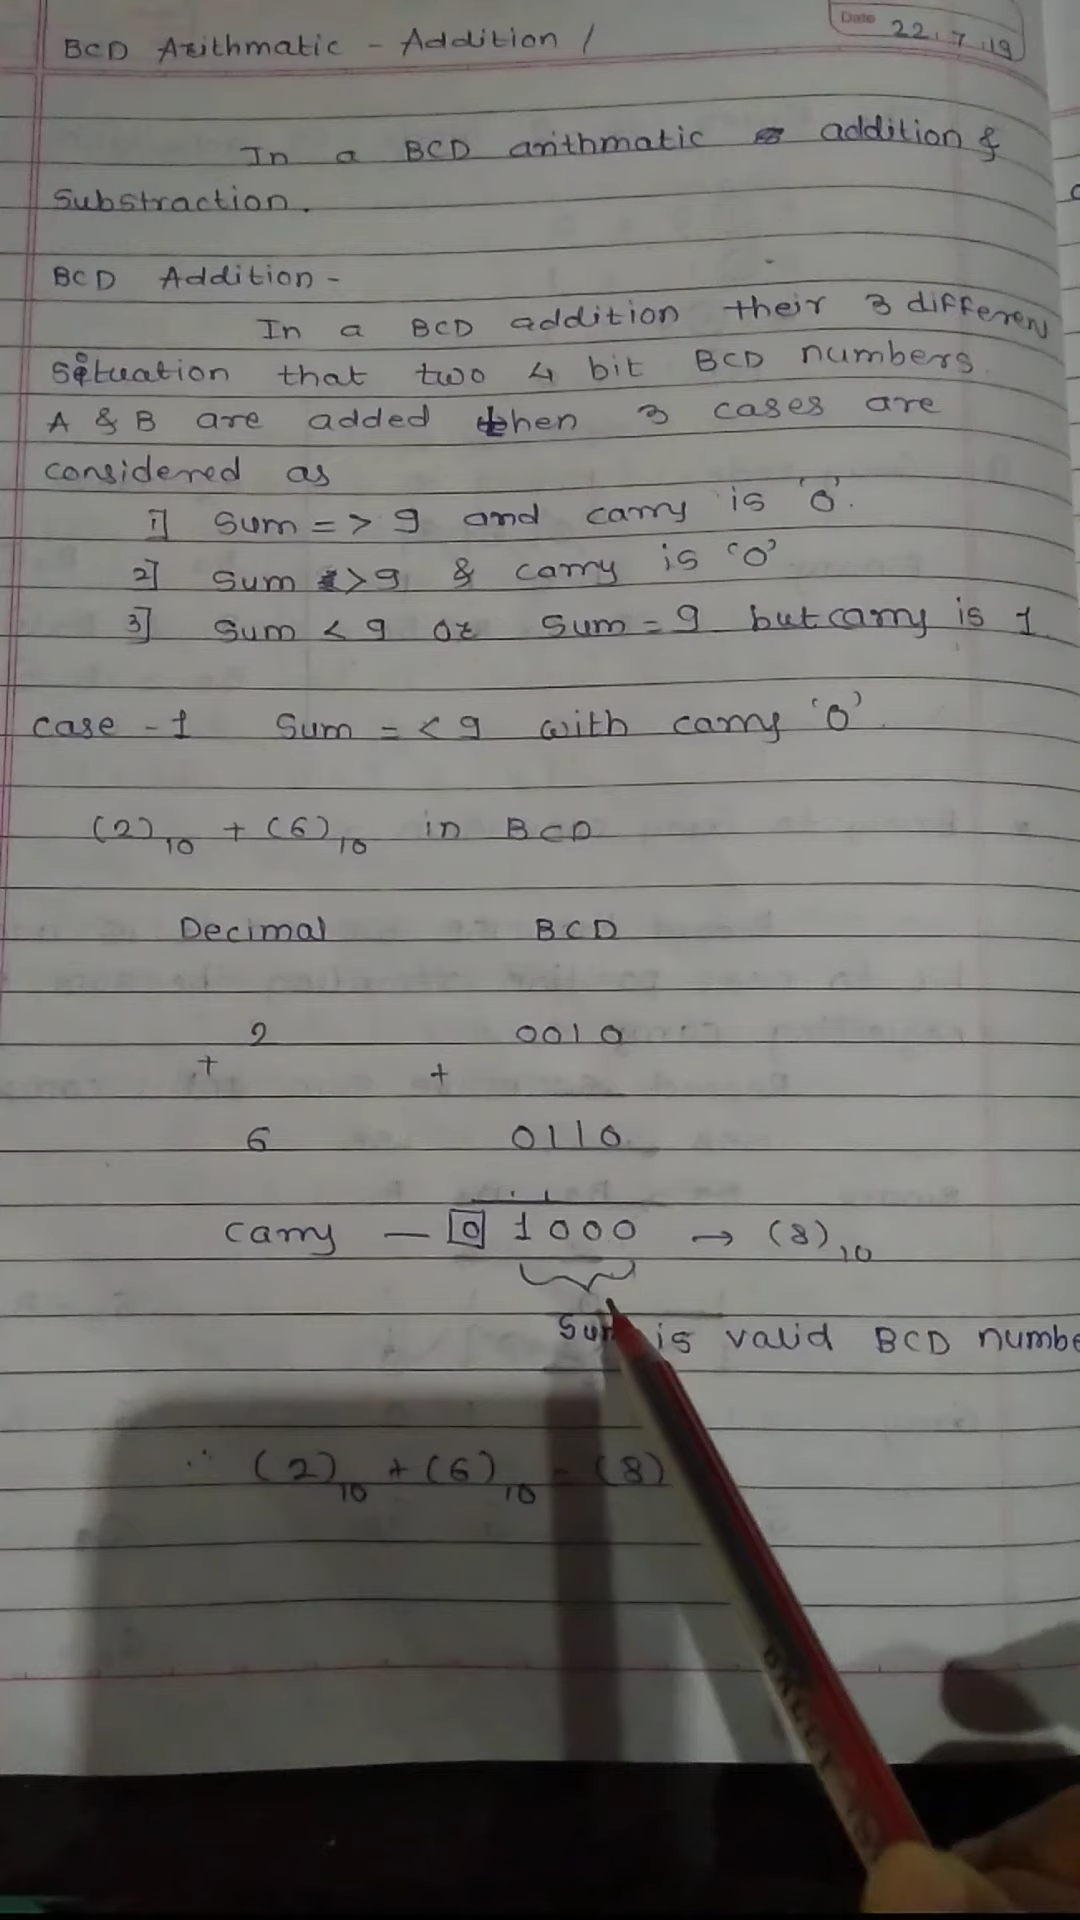 Date 22.7.19
BCD Arithmatic - Addition /
In a BCD arithmatic addition &
Substraction.
BCD Addition -
In a BCD addition their 3 differen
situation that two 4 bit BCD numbers.
A & B are added then 3 cases are
considered as
1] Sum => 9 and carry is '0'.
2] Sum >9 & carry is '0'
3] Sum < 9 or Sum = 9 but carry is 1
case - 1 Sum = < 9 with carry '0'.
(2)10 + (6)10 in BCD
Decimal BCD
2 0010
+ +
6 0110
carry — 0 1000 → (8)10
Sum is valid BCD numbe
∴ (2)10 + (6)10 = (8)